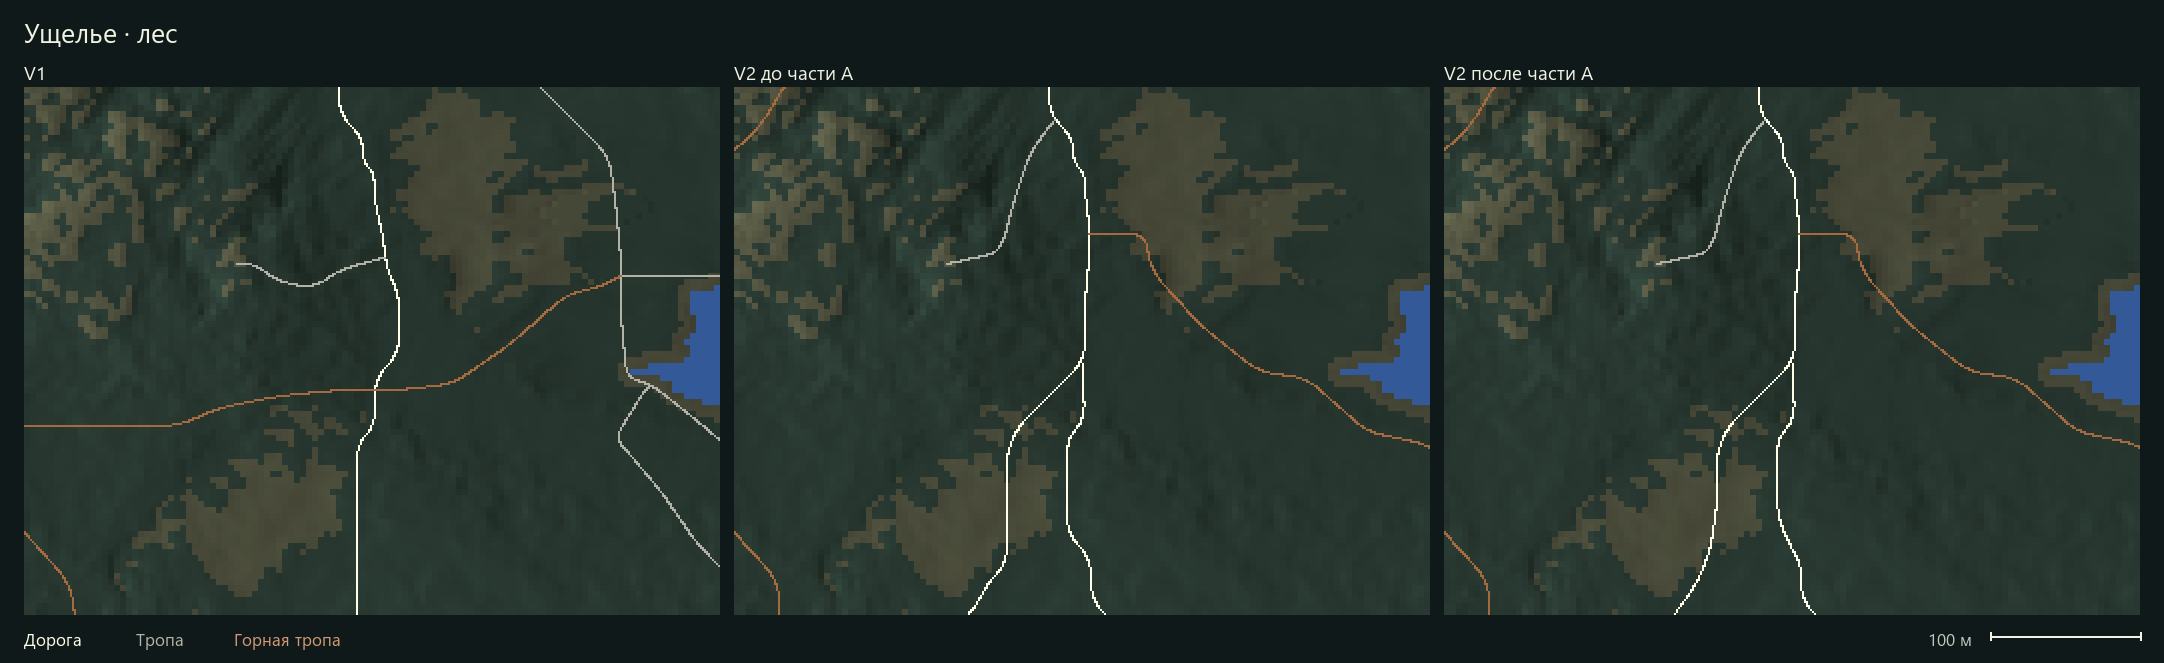 Ущелье · лес
V1
V2 до части А
V2 после части А
Дорога
Тропа
Горная тропа
100 м